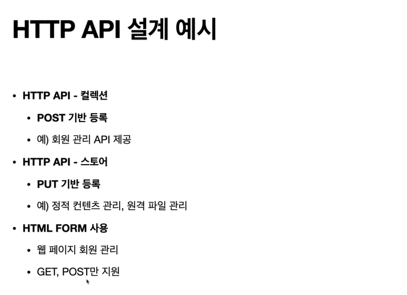 HTTP API 설계 예시
• HTTP API - 컬렉션
• POST 기반 등록
• 예) 회원 관리 API 제공
• HTTP API - 스토어
• PUT 기반 등록
• 예) 정적 컨텐츠 관리, 원격 파일 관리
• HTML FORM 사용
• 웹 페이지 회원 관리
• GET, POST만 지원